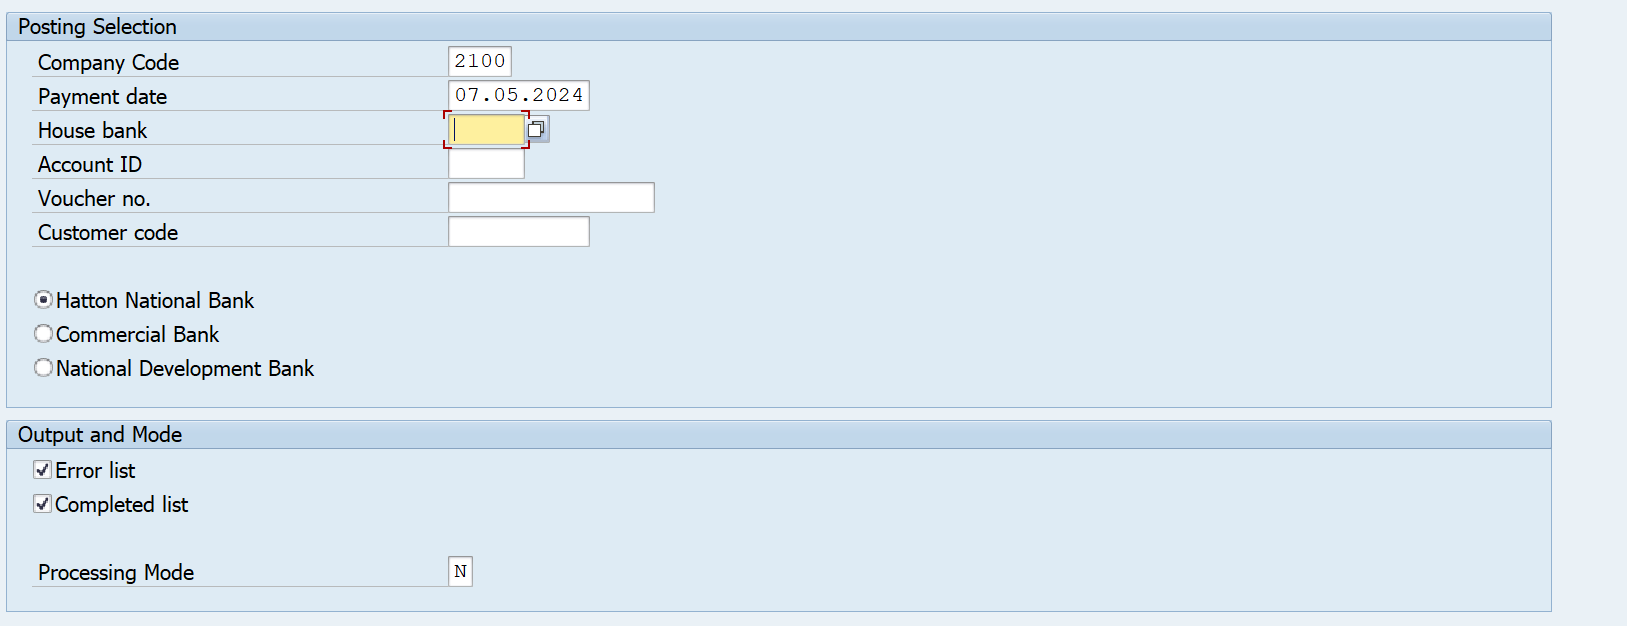 Posting Selection
Company Code 2100
Payment date 07.05.2024
House bank
Account ID
Voucher no.
Customer code
Hatton National Bank
Commercial Bank
National Development Bank
Output and Mode
Error list
Completed list
Processing Mode N